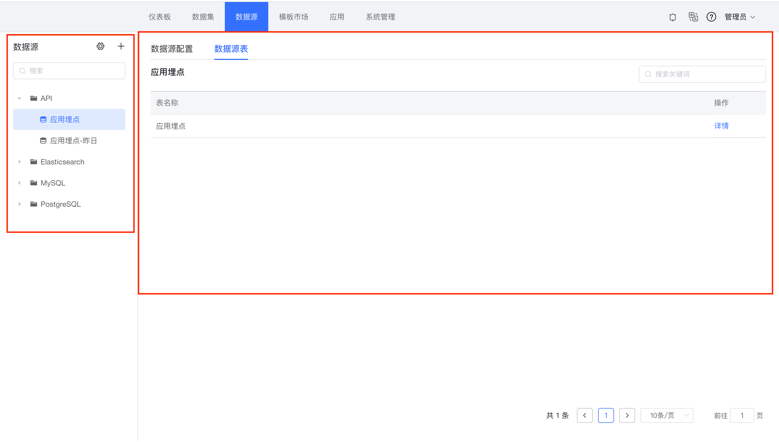 仪表板 数据集 数据源 模板市场 应用 系统管理 管理员
数据源
搜索
API
应用埋点
应用埋点-昨日
Elasticsearch
MySQL
PostgreSQL
数据源配置 数据源表
应用埋点
搜索关键词
表名称 操作
应用埋点 详情
共 1 条 1 10条/页 前往 1 页